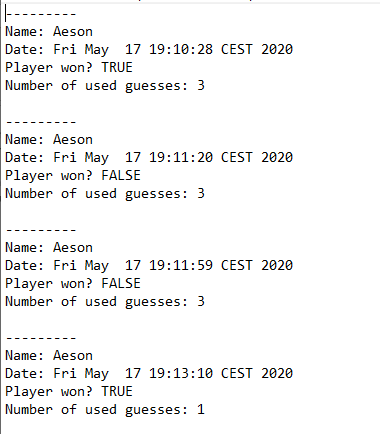 ---------
Name: Aeson
Date: Fri May  17 19:10:28 CEST 2020
Player won? TRUE
Number of used guesses: 3

---------
Name: Aeson
Date: Fri May  17 19:11:20 CEST 2020
Player won? FALSE
Number of used guesses: 3

---------
Name: Aeson
Date: Fri May  17 19:11:59 CEST 2020
Player won? FALSE
Number of used guesses: 3

---------
Name: Aeson
Date: Fri May  17 19:13:10 CEST 2020
Player won? TRUE
Number of used guesses: 1